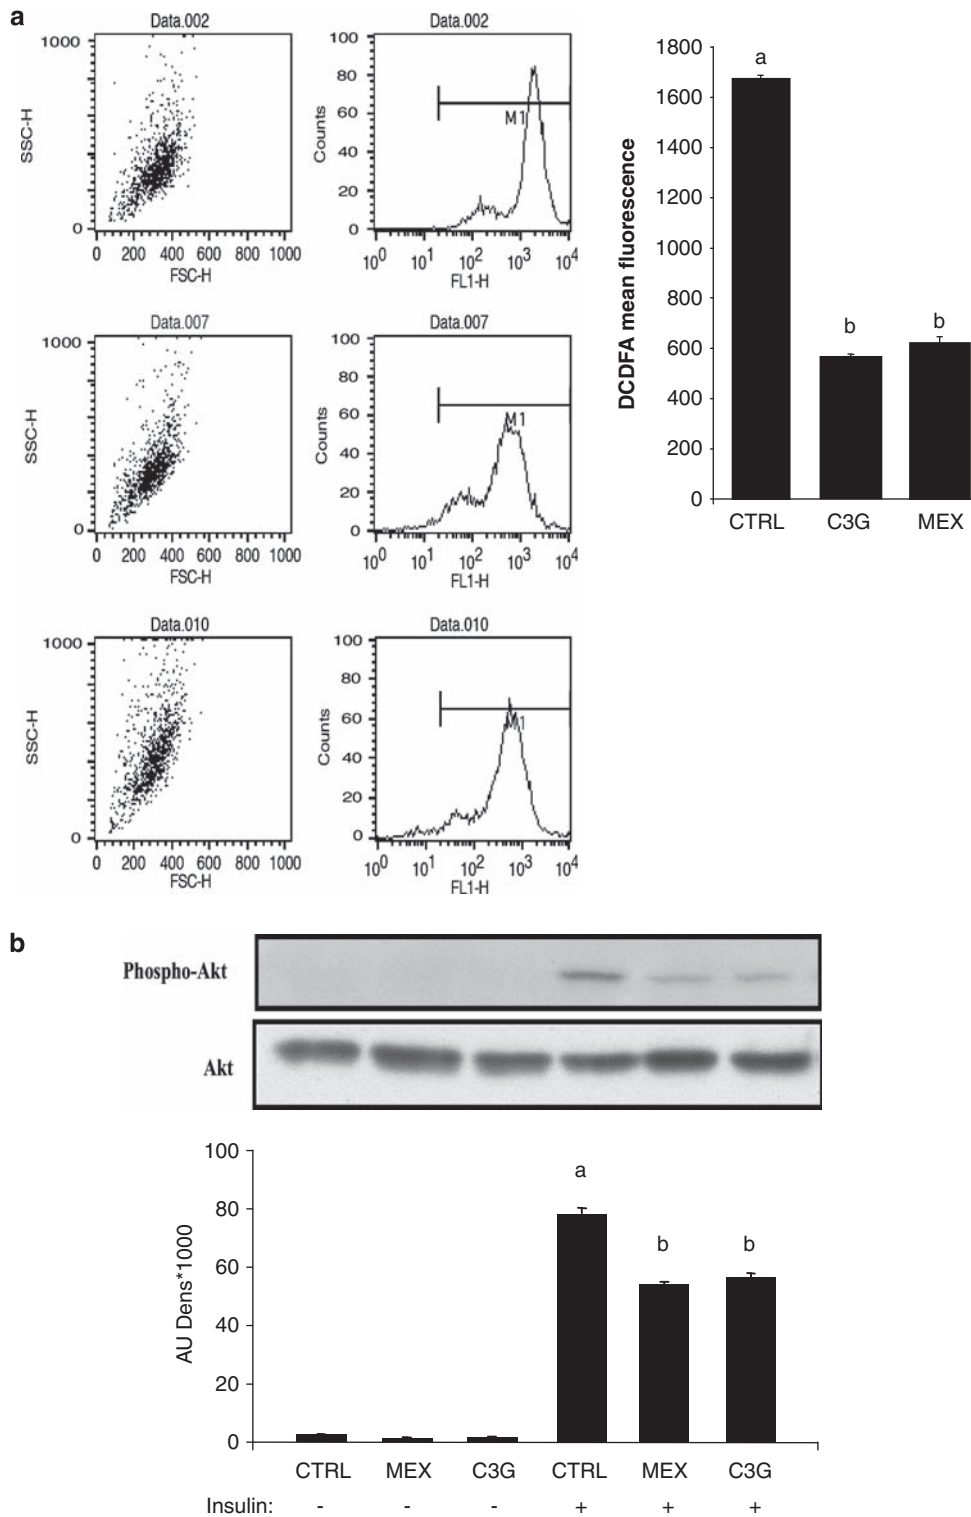 a
Data.002
1000
SSC-H
0
0 200 400 600 800 1000
FSC-H
Data.002
100
80
60
40
20
0
Counts
M1
10^0 10^1 10^2 10^3 10^4
FL1-H
Data.007
1000
SSC-H
0
0 200 400 600 800 1000
FSC-H
Data.007
100
80
60
40
20
0
Counts
M1
10^0 10^1 10^2 10^3 10^4
FL1-H
Data.010
1000
SSC-H
0
0 200 400 600 800 1000
FSC-H
Data.010
100
80
60
40
20
0
Counts
M1
10^0 10^1 10^2 10^3 10^4
FL1-H
DCDFA mean fluorescence
1800
1600
1400
1200
1000
800
600
400
200
0
a
b
b
CTRL C3G MEX
b
Phospho-Akt
Akt
AU Dens*1000
100
80
60
40
20
0
a
b
b
CTRL MEX C3G CTRL MEX C3G
Insulin: - - - + + +